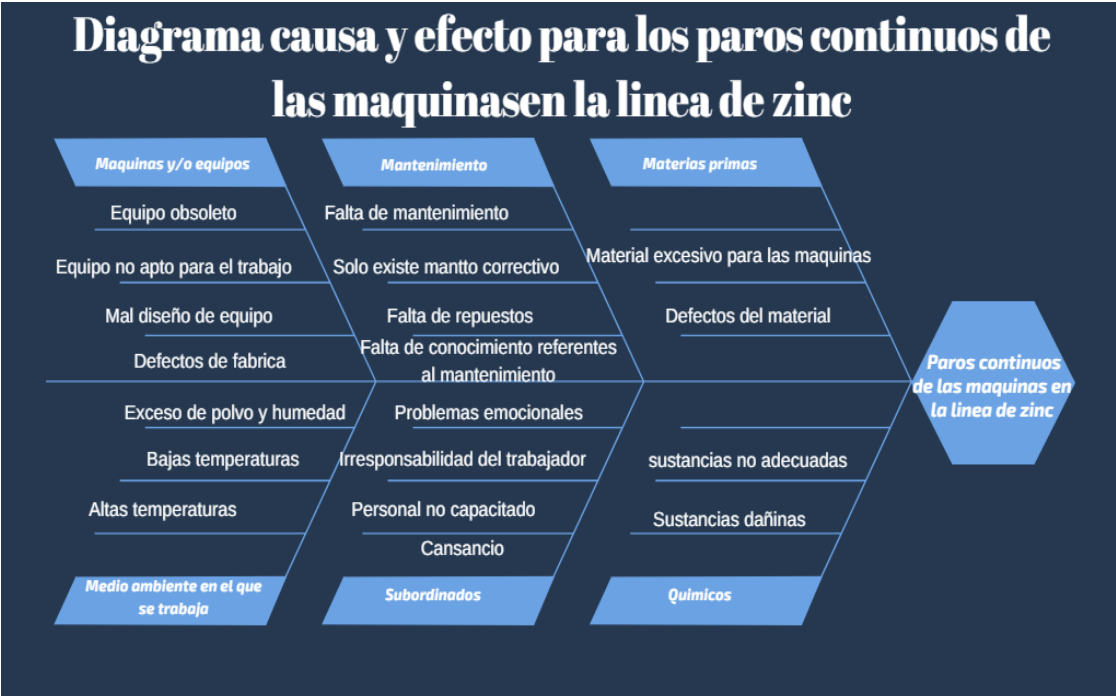 Diagrama causa y efecto para los paros continuos de
las maquinasen la linea de zinc
Maquinas y/o equipos
Mantenimiento
Materias primas
Equipo obsoleto
Falta de mantenimiento
Material excesivo para las maquinas
Equipo no apto para el trabajo
Solo existe mantto correctivo
Mal diseño de equipo
Falta de repuestos
Defectos del material
Defectos de fabrica
Falta de conocimiento referentes
al mantenimiento
Paros continuos
de las maquinas en
la linea de zinc
Exceso de polvo y humedad
Problemas emocionales
Bajas temperaturas
Irresponsabilidad del trabajador
sustancias no adecuadas
Altas temperaturas
Personal no capacitado
Sustancias dañinas
Cansancio
Medio ambiente en el que
se trabaja
Subordinados
Quimicos